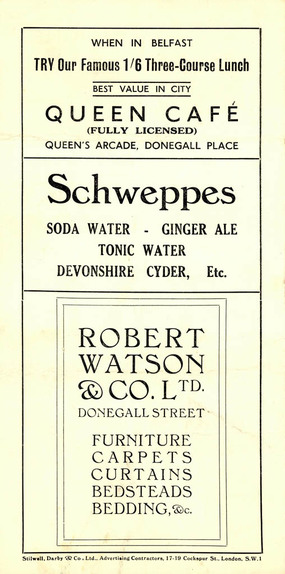 WHEN IN BELFAST
TRY Our Famous 1/6 Three-Course Lunch
BEST VALUE IN CITY
QUEEN CAFÉ
(FULLY LICENSED)
QUEEN'S ARCADE, DONEGALL PLACE
Schweppes
SODA WATER - GINGER ALE
TONIC WATER
DEVONSHIRE CYDER, Etc.
ROBERT
WATSON
& CO. LTD.
DONEGALL STREET
FURNITURE
CARPETS
CURTAINS
BEDSTEADS
BEDDING, &c.
Stilwell, Darby & Co., Ltd., Advertising Contractors, 17-19 Cockspur St., London, S.W.1